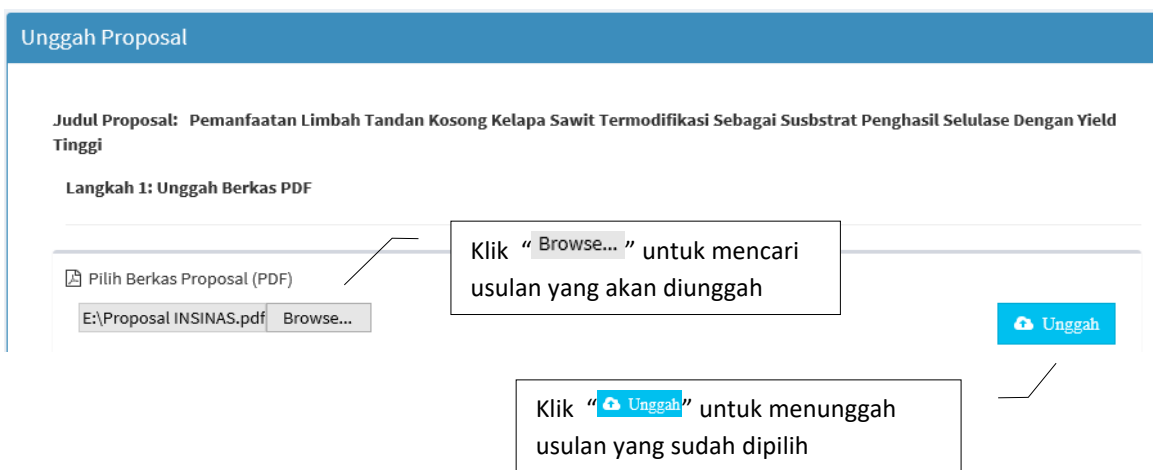 Unggah Proposal
Judul Proposal: Pemanfaatan Limbah Tandan Kosong Kelapa Sawit Termodifikasi Sebagai Susbstrat Penghasil Selulase Dengan Yield
Tinggi
Langkah 1: Unggah Berkas PDF
Klik “ Browse... ” untuk mencari
usulan yang akan diunggah
Pilih Berkas Proposal (PDF)
E:\Proposal INSINAS.pdf Browse...
Unggah
Klik “ Unggah” untuk menunggah
usulan yang sudah dipilih